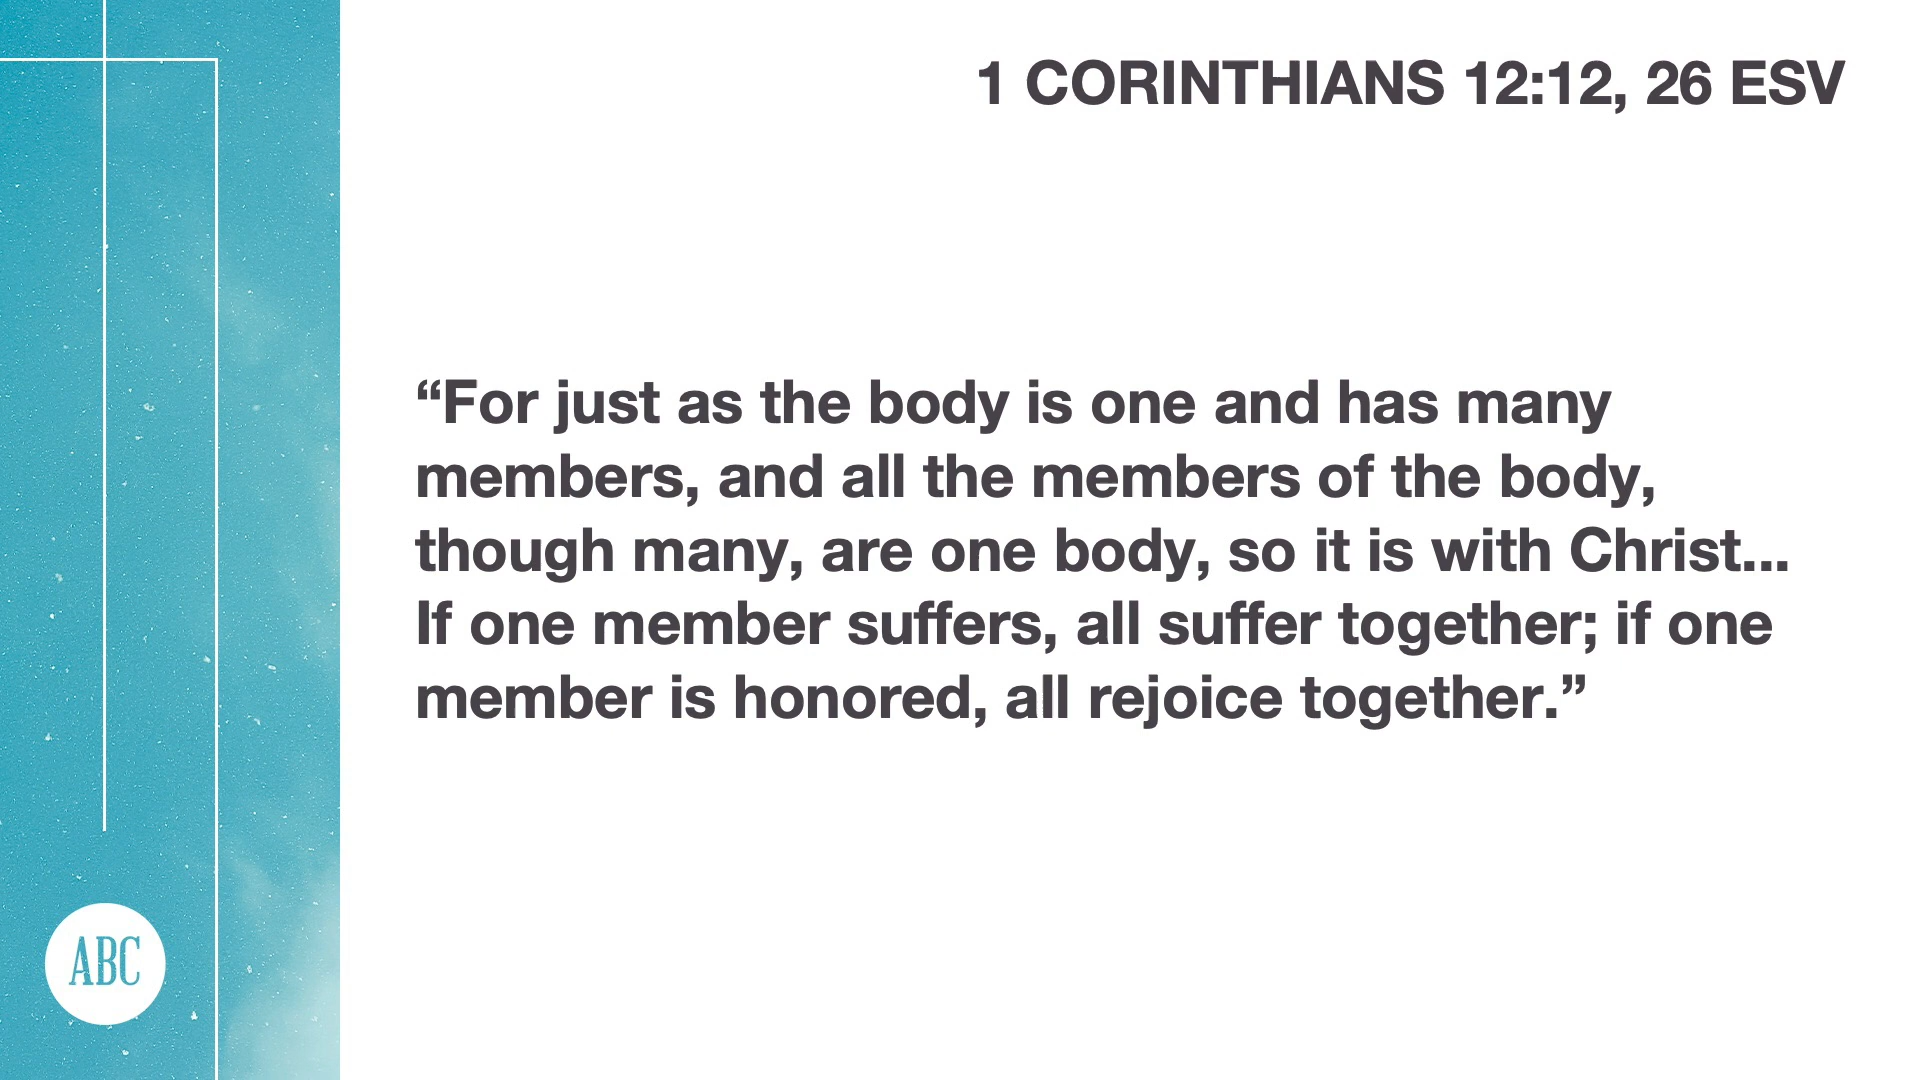 1 CORINTHIANS 12:12, 26 ESV
“For just as the body is one and has many
members, and all the members of the body,
though many, are one body, so it is with Christ...
If one member suffers, all suffer together; if one
member is honored, all rejoice together.”
ABC